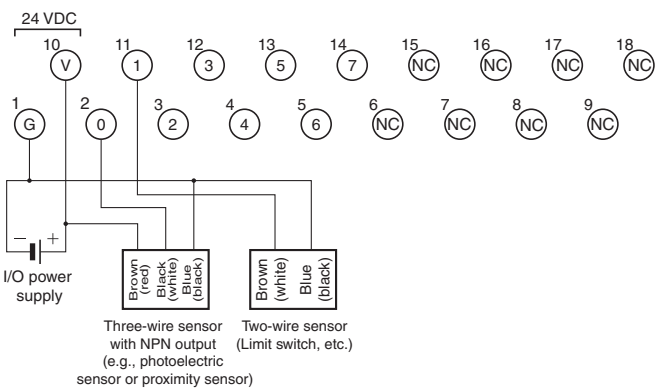 24 VDC
10 11 12 13 14 15 16 17 18
V 1 3 5 7 NC NC NC NC
1 2 3 4 5 6 7 8 9
G 0 2 4 6 NC NC NC NC
− +
I/O power
supply
Brown
(red)
Black
(white)
Blue
(black)
Brown
(white)
Blue
(black)
Three-wire sensor
with NPN output
(e.g., photoelectric
sensor or proximity sensor)
Two-wire sensor
(Limit switch, etc.)